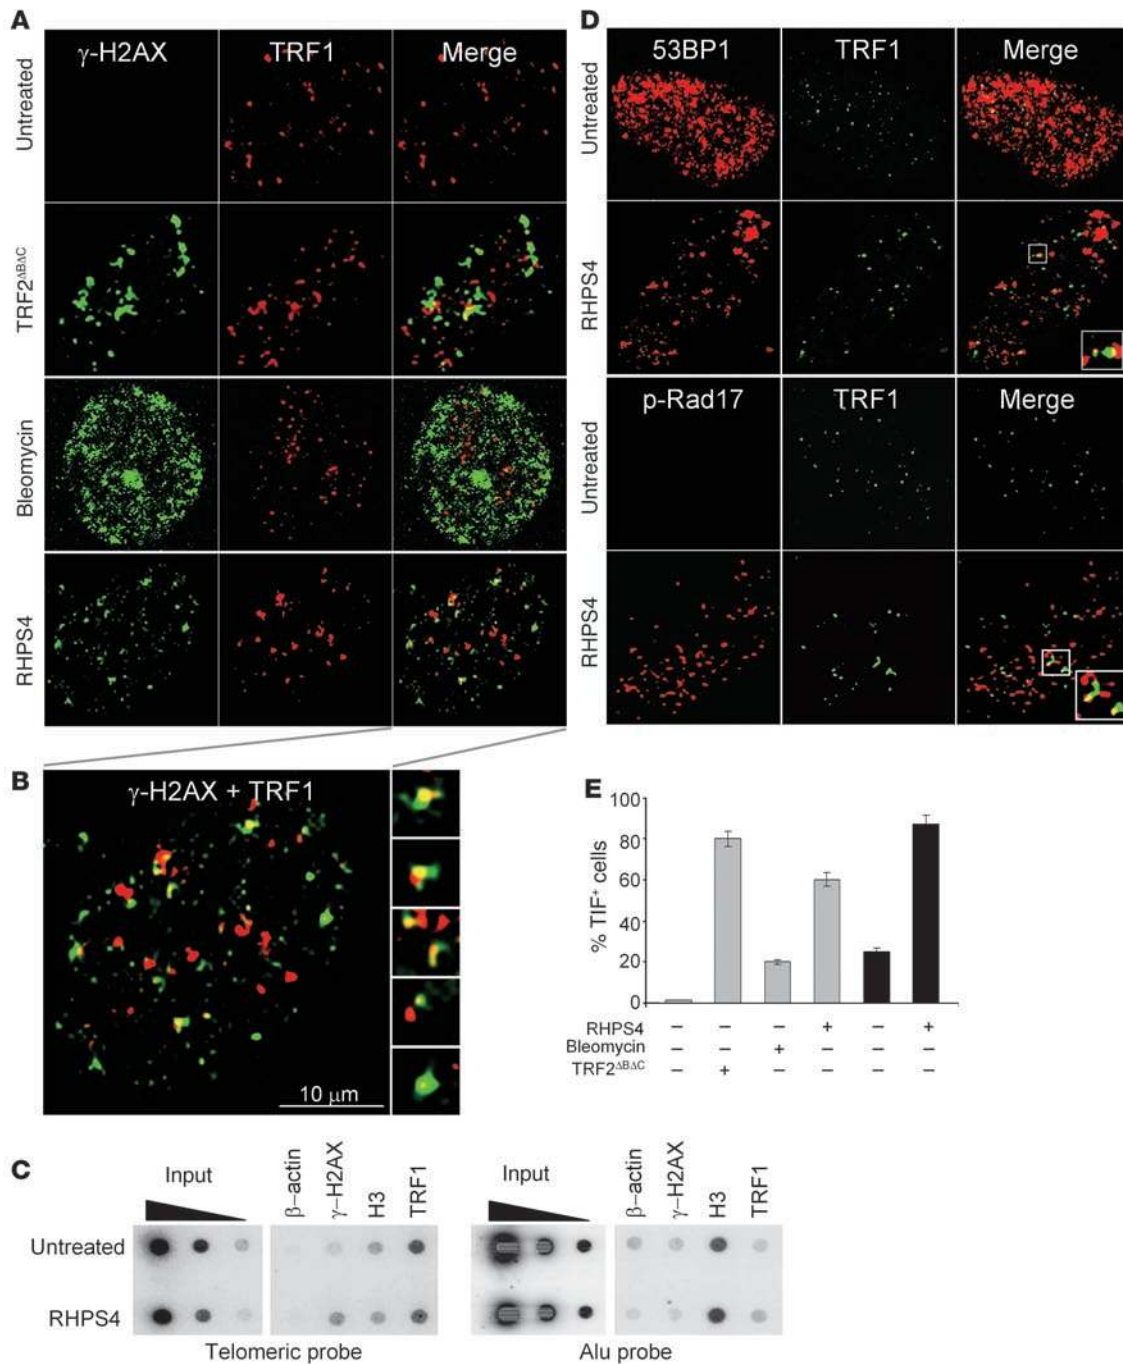 A
γ-H2AX TRF1 Merge
Untreated
TRF2ΔBΔC
Bleomycin
RHPS4
B
γ-H2AX + TRF1
10 μm
C
Input
β-actin
γ-H2AX
H3
TRF1
Input
β-actin
γ-H2AX
H3
TRF1
Untreated
RHPS4
Telomeric probe
Alu probe
D
53BP1 TRF1 Merge
Untreated
RHPS4
p-Rad17 TRF1 Merge
Untreated
RHPS4
E
% TIF+ cells
100
80
60
40
20
0
RHPS4 – – – + – +
Bleomycin – – + – – –
TRF2ΔBΔC – + – – – –